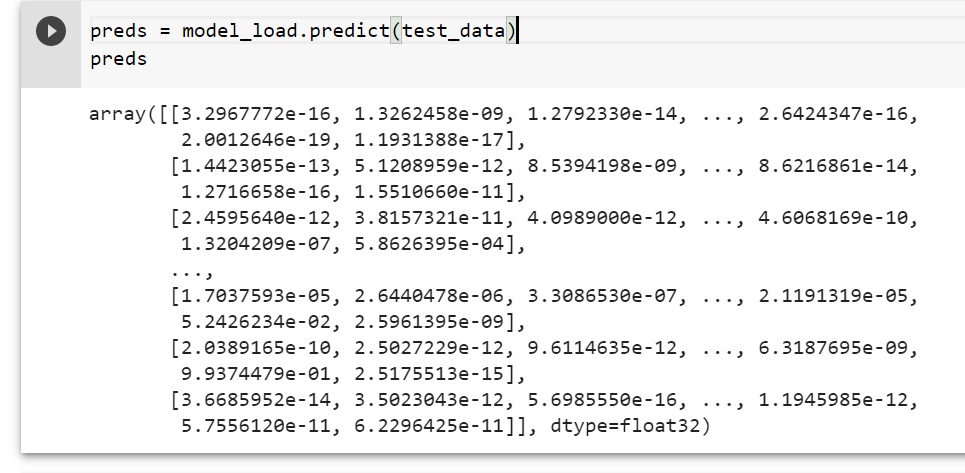 preds = model_load.predict(test_data)
preds
array([[3.2967772e-16, 1.3262458e-09, 1.2792330e-14, ..., 2.6424347e-16,
2.0012646e-19, 1.1931388e-17],
[1.4423055e-13, 5.1208959e-12, 8.5394198e-09, ..., 8.6216861e-14,
1.2716658e-16, 1.5510660e-11],
[2.4595640e-12, 3.8157321e-11, 4.0989000e-12, ..., 4.6068169e-10,
1.3204209e-07, 5.8626395e-04],
...,
[1.7037593e-05, 2.6440478e-06, 3.3086530e-07, ..., 2.1191319e-05,
5.2426234e-02, 2.5961395e-09],
[2.0389165e-10, 2.5027229e-12, 9.6114635e-12, ..., 6.3187695e-09,
9.9374479e-01, 2.5175513e-15],
[3.6685952e-14, 3.5023043e-12, 5.6985550e-16, ..., 1.1945985e-12,
5.7556120e-11, 6.2296425e-11]], dtype=float32)